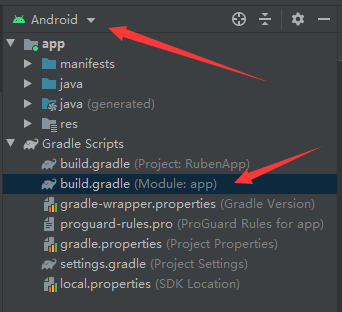 Android
app
manifests
java
java (generated)
res
Gradle Scripts
build.gradle (Project: RubenApp)
build.gradle (Module: app)
gradle-wrapper.properties (Gradle Version)
proguard-rules.pro (ProGuard Rules for app)
gradle.properties (Project Properties)
settings.gradle (Project Settings)
local.properties (SDK Location)